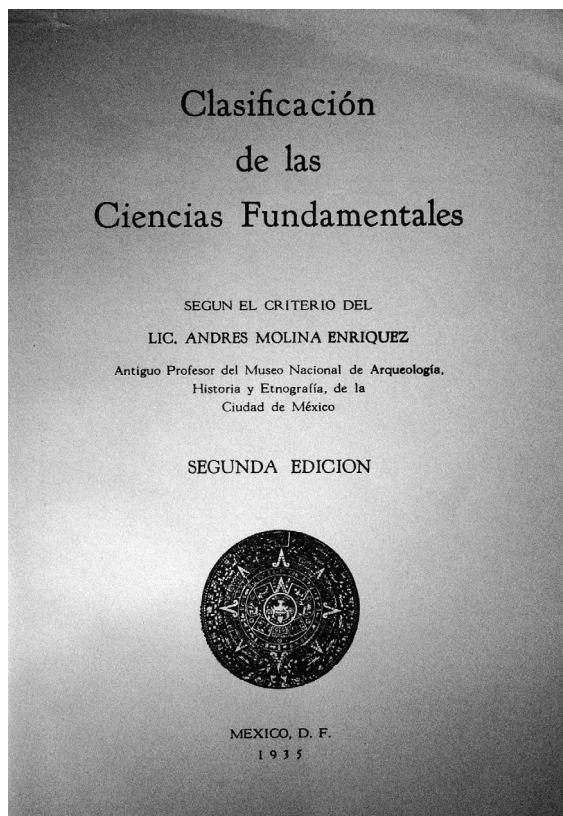 Clasificación
de las
Ciencias Fundamentales
SEGUN EL CRITERIO DEL
LIC. ANDRES MOLINA ENRIQUEZ
Antiguo Profesor del Museo Nacional de Arqueología,
Historia y Etnografía, de la
Ciudad de México
SEGUNDA EDICION
MEXICO, D. F.
1935